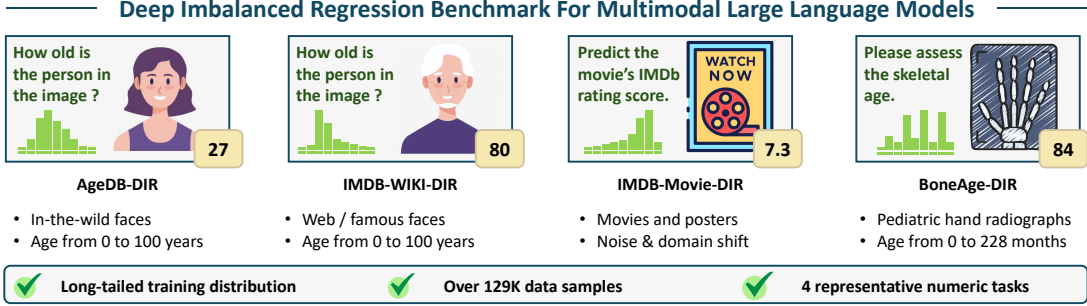 Deep Imbalanced Regression Benchmark For Multimodal Large Language Models
How old is
the person in
the image ?
27
AgeDB-DIR
• In-the-wild faces
• Age from 0 to 100 years
How old is
the person in
the image ?
80
IMDB-WIKI-DIR
• Web / famous faces
• Age from 0 to 100 years
Predict the
movie's IMDb
rating score.
WATCH
NOW
7.3
IMDB-Movie-DIR
• Movies and posters
• Noise & domain shift
Please assess
the skeletal
age.
84
BoneAge-DIR
• Pediatric hand radiographs
• Age from 0 to 228 months
Long-tailed training distribution
Over 129K data samples
4 representative numeric tasks